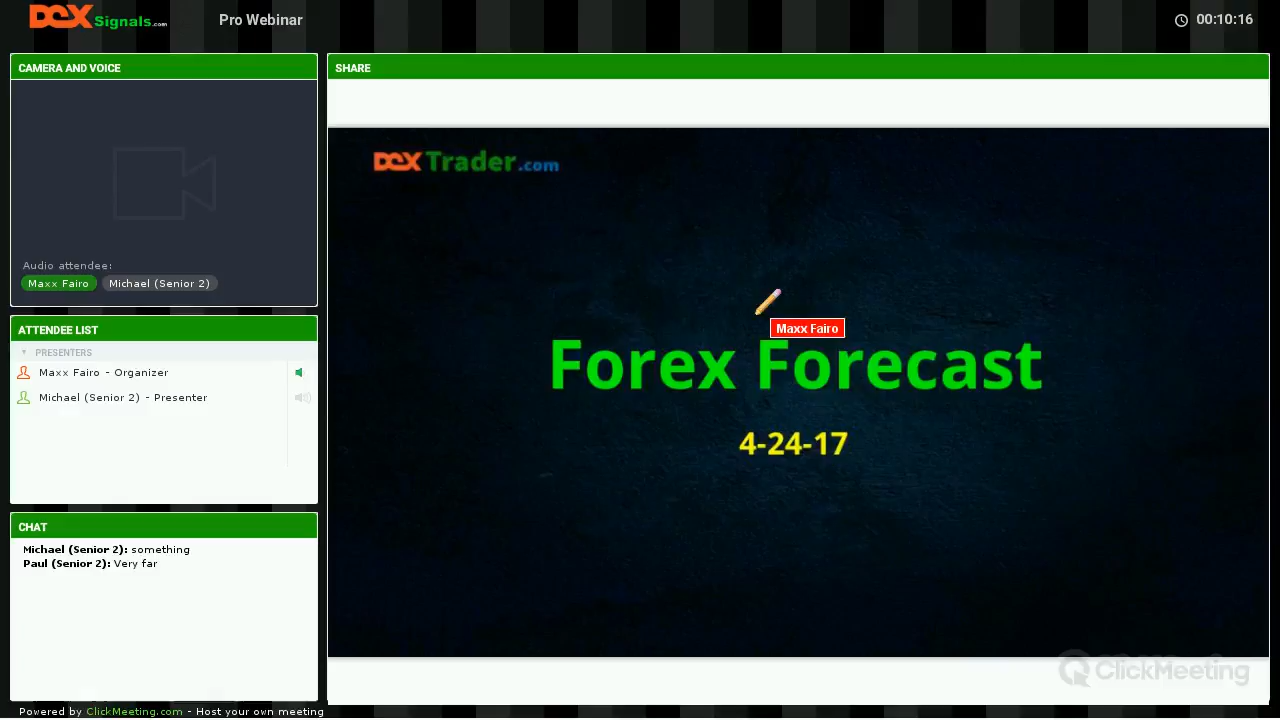 DCX Signals.com
Pro Webinar
00:10:16
CAMERA AND VOICE
Audio attendee:
Maxx Fairo
Michael (Senior 2)
ATTENDEE LIST
PRESENTERS
Maxx Fairo - Organizer
Michael (Senior 2) - Presenter
CHAT
Michael (Senior 2): something
Paul (Senior 2): Very far
Powered by ClickMeeting.com - Host your own meeting
SHARE
DCX Trader.com
Maxx Fairo
Forex Forecast
4-24-17
ClickMeeting